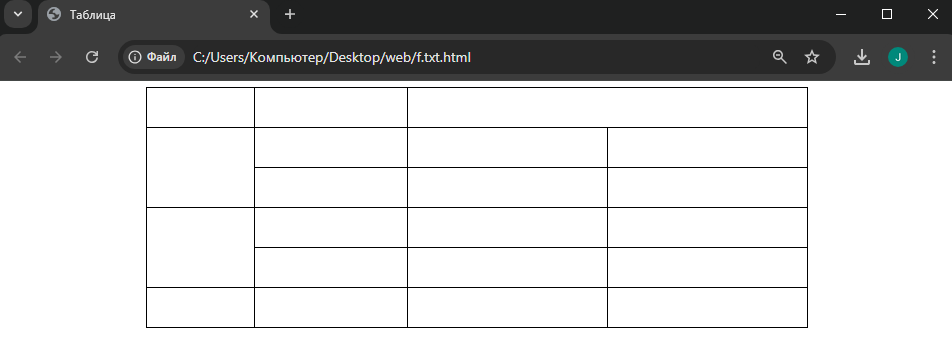 Таблица
Файл C:/Users/Компьютер/Desktop/web/f.txt.html
J